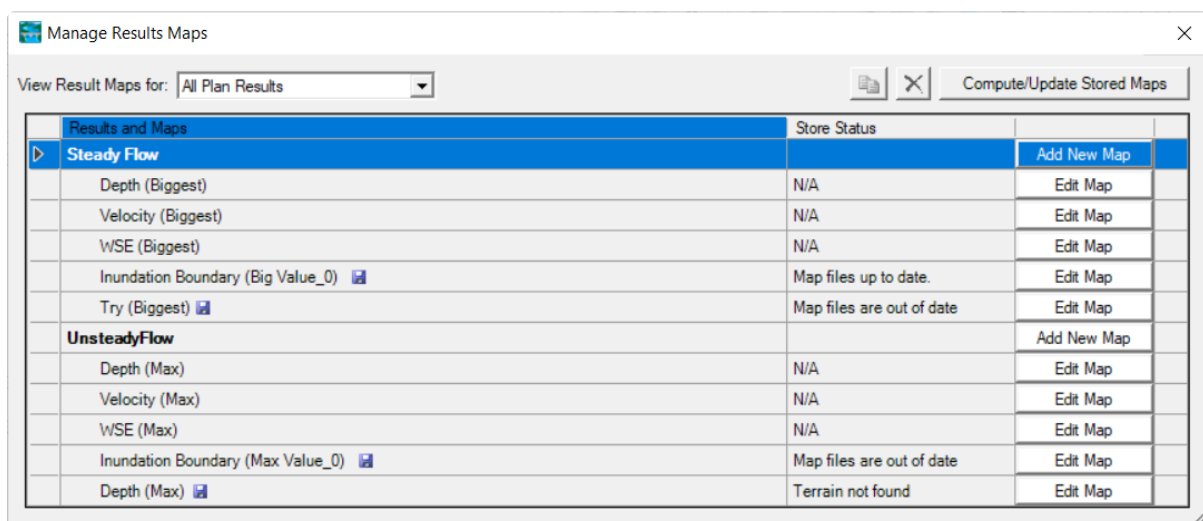 Manage Results Maps
View Result Maps for: All Plan Results Compute/Update Stored Maps
Results and Maps Store Status
Steady Flow Add New Map
Depth (Biggest) N/A Edit Map
Velocity (Biggest) N/A Edit Map
WSE (Biggest) N/A Edit Map
Inundation Boundary (Big Value_0) Map files up to date. Edit Map
Try (Biggest) Map files are out of date Edit Map
UnsteadyFlow Add New Map
Depth (Max) N/A Edit Map
Velocity (Max) N/A Edit Map
WSE (Max) N/A Edit Map
Inundation Boundary (Max Value_0) Map files are out of date Edit Map
Depth (Max) Terrain not found Edit Map